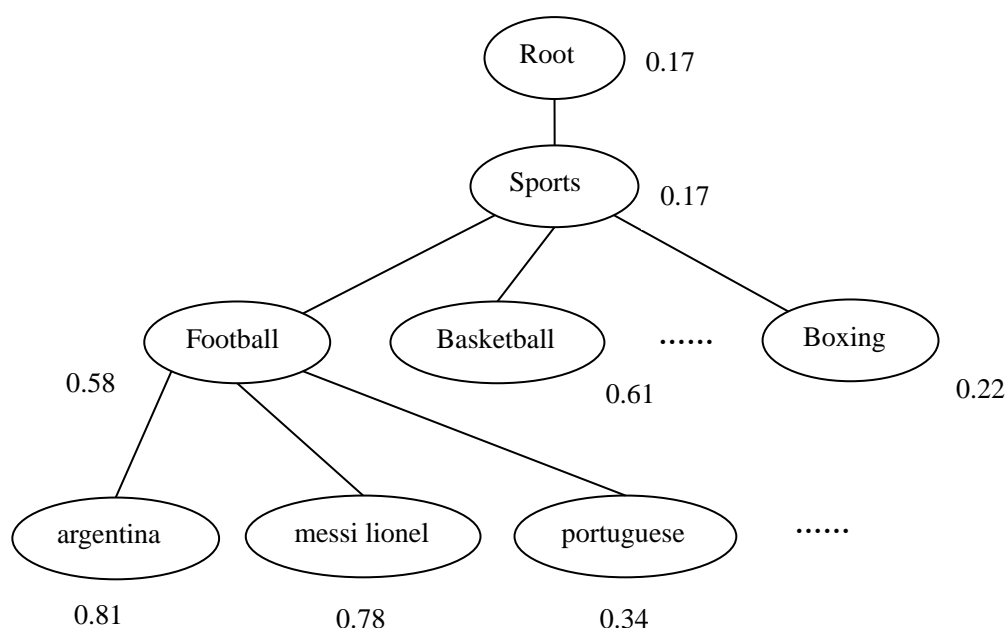 Root
0.17
Sports
0.17
Football
Basketball
......
Boxing
0.58
0.61
0.22
argentina
messi lionel
portuguese
......
0.81
0.78
0.34